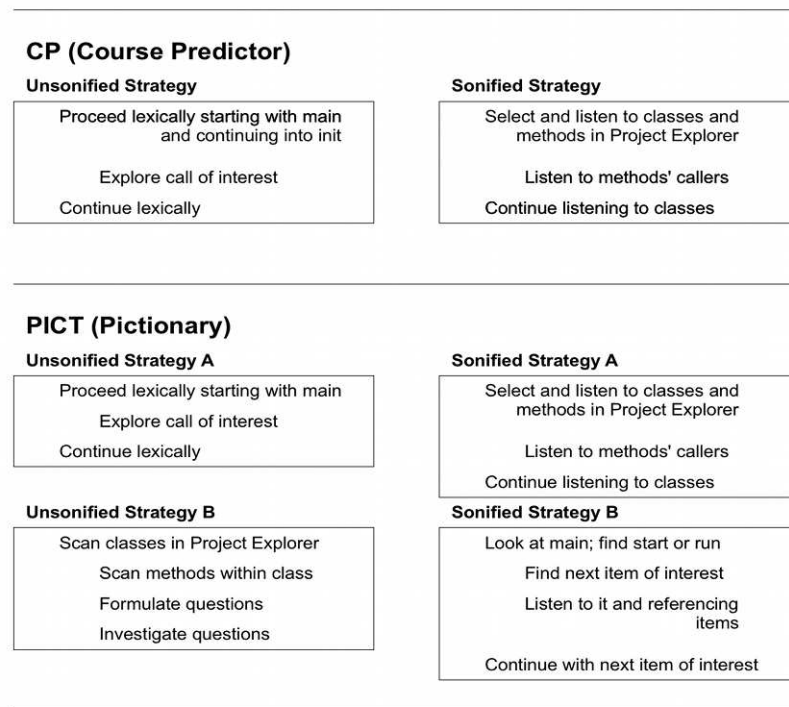 CP (Course Predictor)
Unsonified Strategy
Proceed lexically starting with main
and continuing into init
Explore call of interest
Continue lexically
Sonified Strategy
Select and listen to classes and
methods in Project Explorer
Listen to methods' callers
Continue listening to classes
PICT (Pictionary)
Unsonified Strategy A
Proceed lexically starting with main
Explore call of interest
Continue lexically
Sonified Strategy A
Select and listen to classes and
methods in Project Explorer
Listen to methods' callers
Continue listening to classes
Unsonified Strategy B
Scan classes in Project Explorer
Scan methods within class
Formulate questions
Investigate questions
Sonified Strategy B
Look at main; find start or run
Find next item of interest
Listen to it and referencing
items
Continue with next item of interest